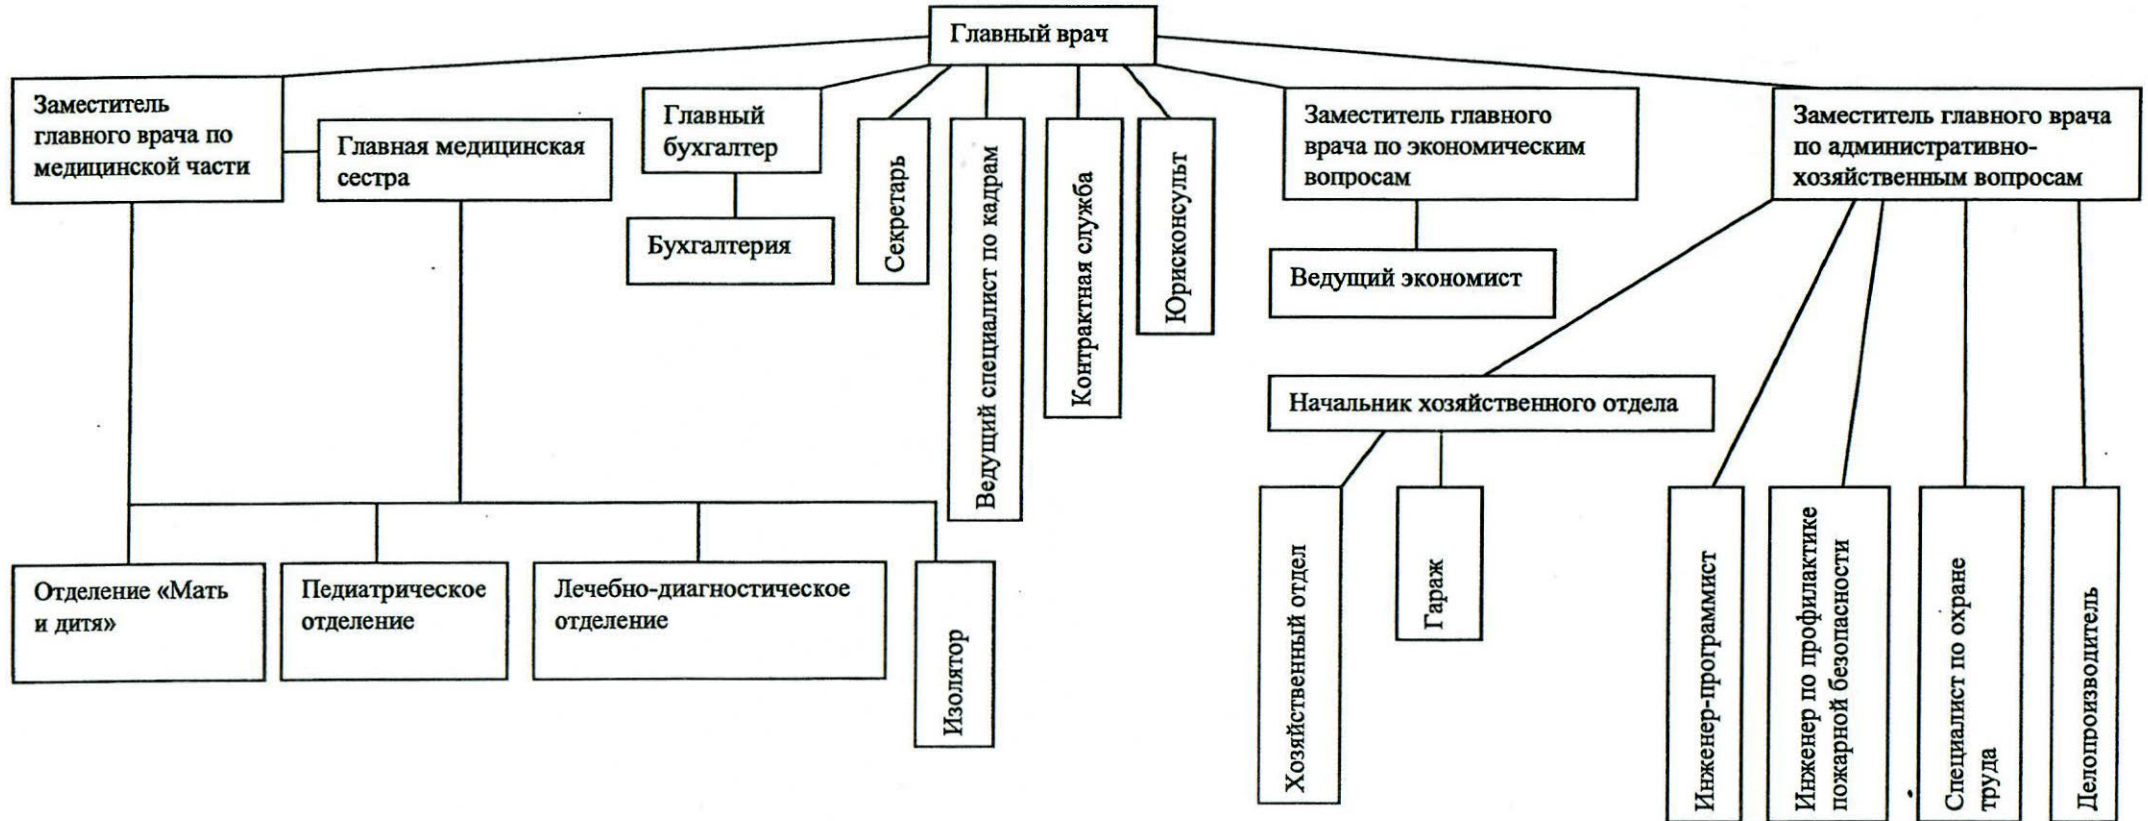 Главный врач
Заместитель
главного врача по
медицинской части
Главная медицинская
сестра
Главный
бухгалтер
Бухгалтерия
Секретарь
Ведущий специалист по кадрам
Контрактная служба
Юрисконсульт
Заместитель главного
врача по экономическим
вопросам
Ведущий экономист
Заместитель главного врача
по административно-
хозяйственным вопросам
Начальник хозяйственного отдела
Отделение «Мать
и дитя»
Педиатрическое
отделение
Лечебно-диагностическое
отделение
Изолятор
Хозяйственный отдел
Гараж
Инженер-программист
Инженер по профилактике
пожарной безопасности
Специалист по охране
труда
Делопроизводитель